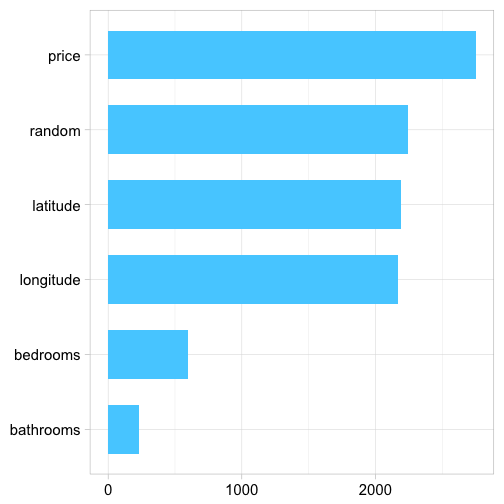 price
random
latitude
longitude
bedrooms
bathrooms
0 1000 2000